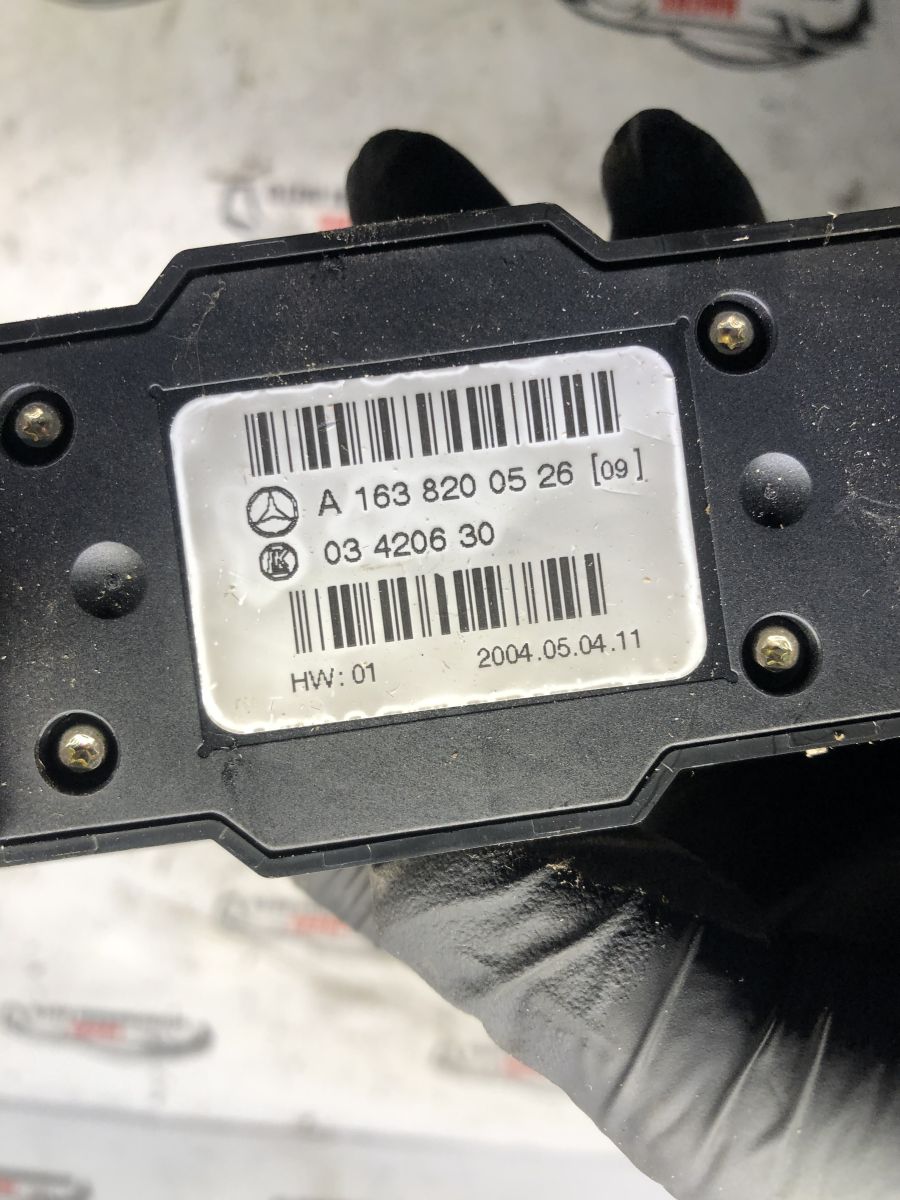 A 163 820 05 26 [09]
K 03 4206 30
HW: 01 2004.05.04.11